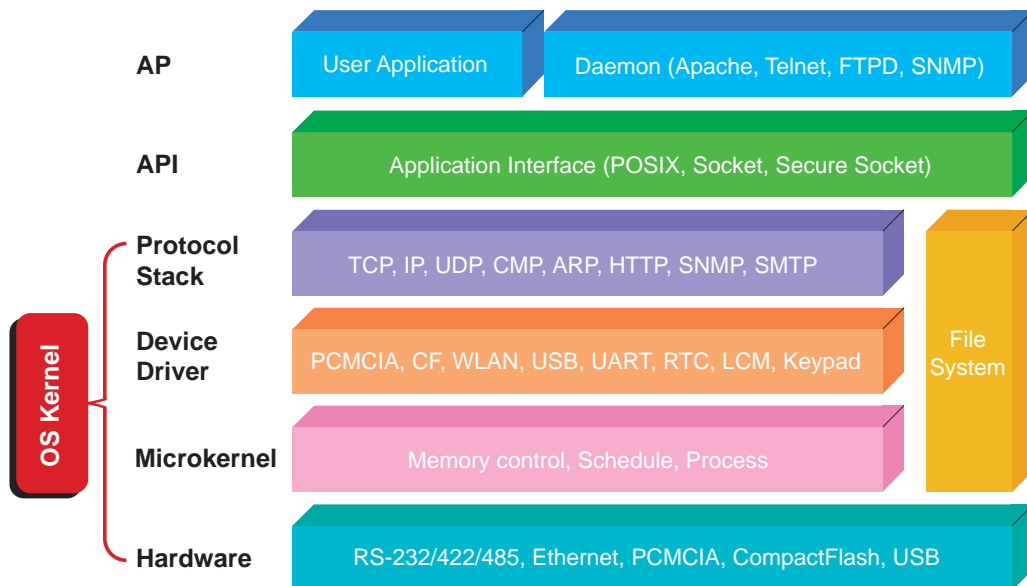 AP
User Application
Daemon (Apache, Telnet, FTPD, SNMP)
API
Application Interface (POSIX, Socket, Secure Socket)
OS Kernel
Protocol
Stack
TCP, IP, UDP, CMP, ARP, HTTP, SNMP, SMTP
File
System
Device
Driver
PCMCIA, CF, WLAN, USB, UART, RTC, LCM, Keypad
Microkernel
Memory control, Schedule, Process
Hardware
RS-232/422/485, Ethernet, PCMCIA, CompactFlash, USB